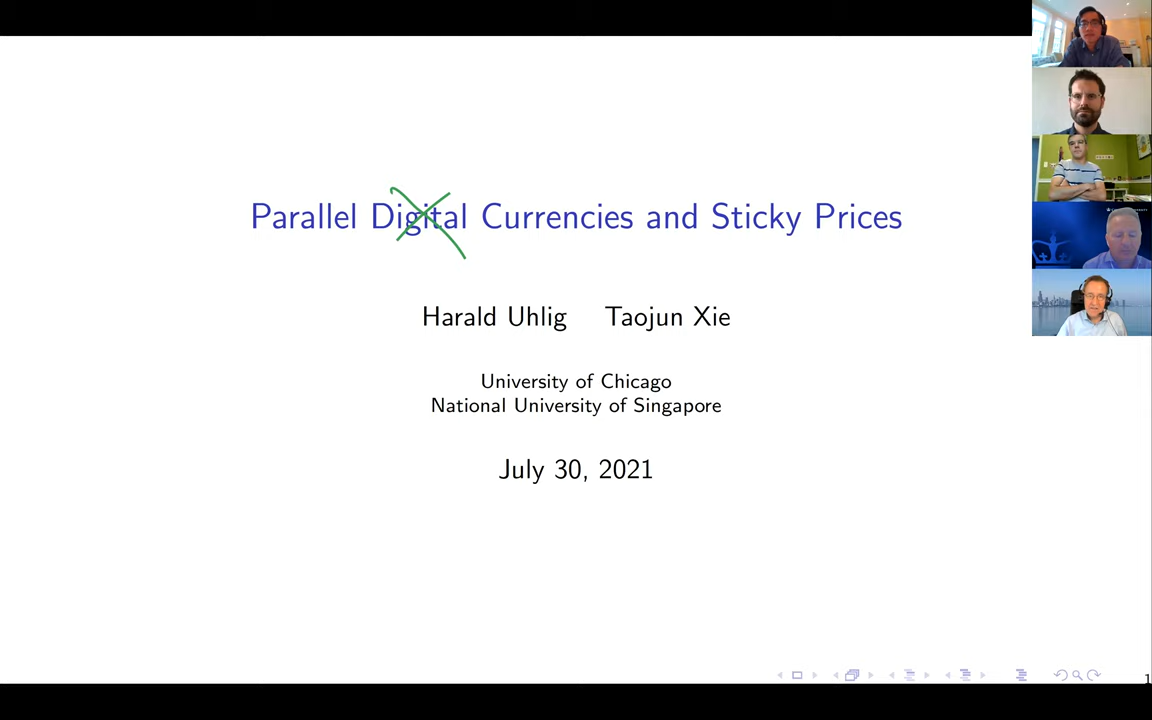 Parallel Digital Currencies and Sticky Prices
Harald Uhlig Taojun Xie
University of Chicago
National University of Singapore
July 30, 2021
1